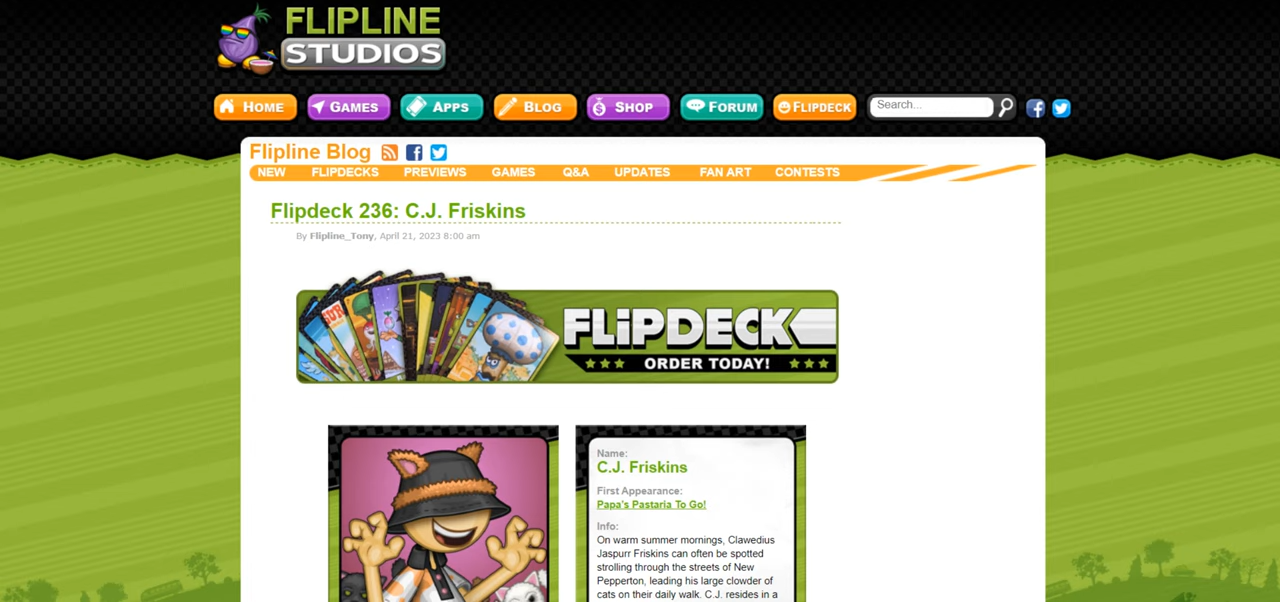 FLIPLINE
STUDIOS
HOME GAMES APPS BLOG SHOP FORUM FLIPDECK Search...
Flipline Blog
NEW FLIPDECKS PREVIEWS GAMES Q&A UPDATES FAN ART CONTESTS
Flipdeck 236: C.J. Friskins
By Flipline_Tony, April 21, 2023 8:00 am
FLiPDECK
ORDER TODAY!
Name:
C.J. Friskins
First Appearance:
Papa's Pastaria To Go!
Info:
On warm summer mornings, Clawedius
Jaspurr Friskins can often be spotted
strolling through the streets of New
Pepperton, leading his large clowder of
cats on their daily walk. C.J. resides in a